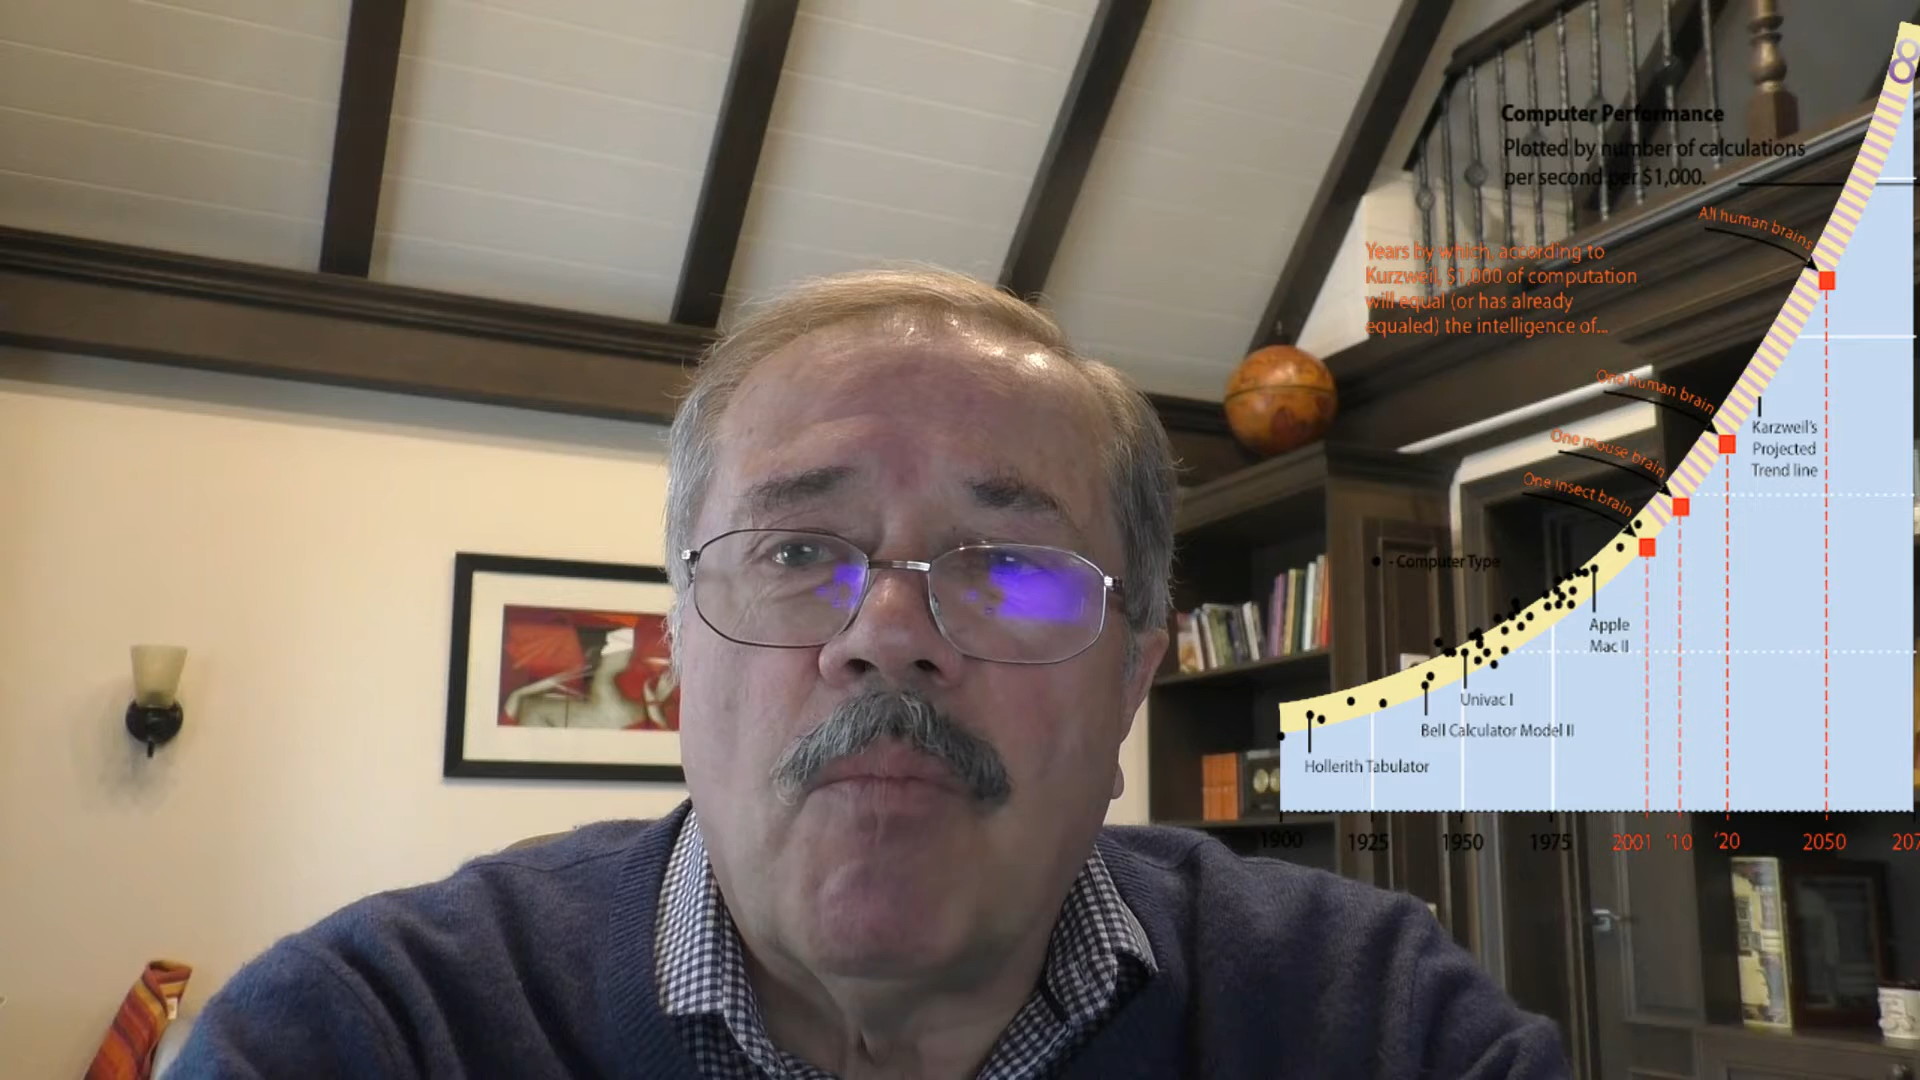 Computer Performance
Plotted by number of calculations
per second per $1,000.
All human brains
Years by which, according to
Kurzweil, $1,000 of computation
will equal (or has already
equaled) the intelligence of...
One human brain
Karzweil's
Projected
Trend line
One mouse brain
One insect brain
- Computer Type
Apple
Mac II
Univac I
Bell Calculator Model II
Hollerith Tabulator
1900 1925 1950 1975 2001 '10 '20 2050 207